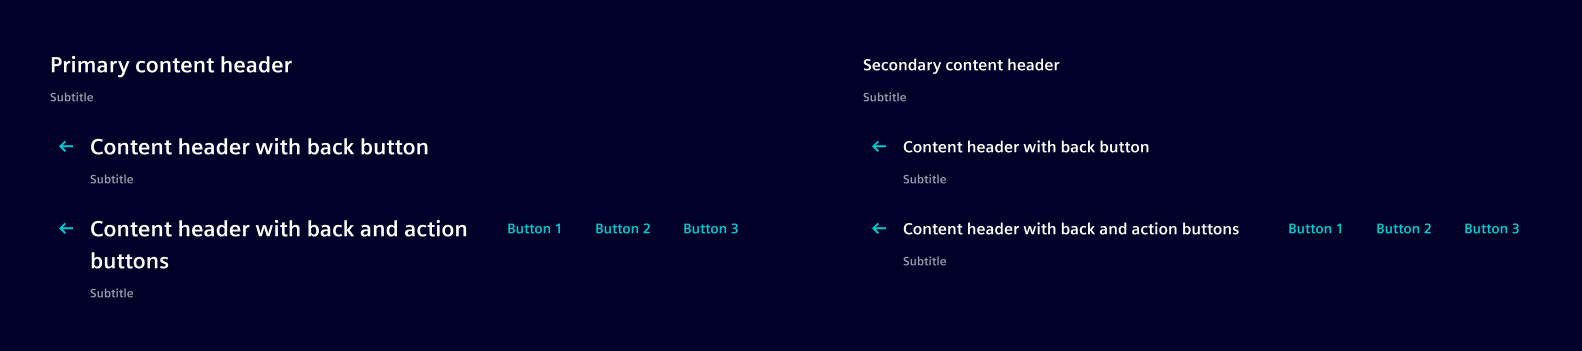 Primary content header
Subtitle
Content header with back button
Subtitle
Content header with back and action
buttons
Button 1
Button 2
Button 3
Subtitle
Secondary content header
Subtitle
Content header with back button
Subtitle
Content header with back and action buttons
Button 1
Button 2
Button 3
Subtitle